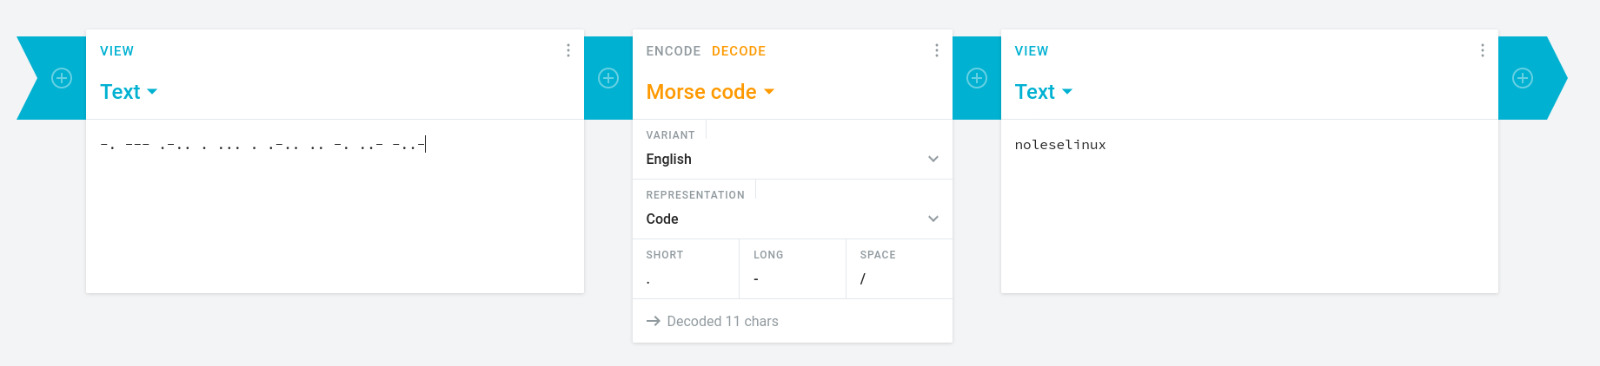 VIEW
Text
-. --- .-.. . ... . .-.. .. -. ..- -..-
ENCODE DECODE
Morse code
VARIANT
English
REPRESENTATION
Code
SHORT LONG SPACE
. - /
→ Decoded 11 chars
VIEW
Text
noleselinux